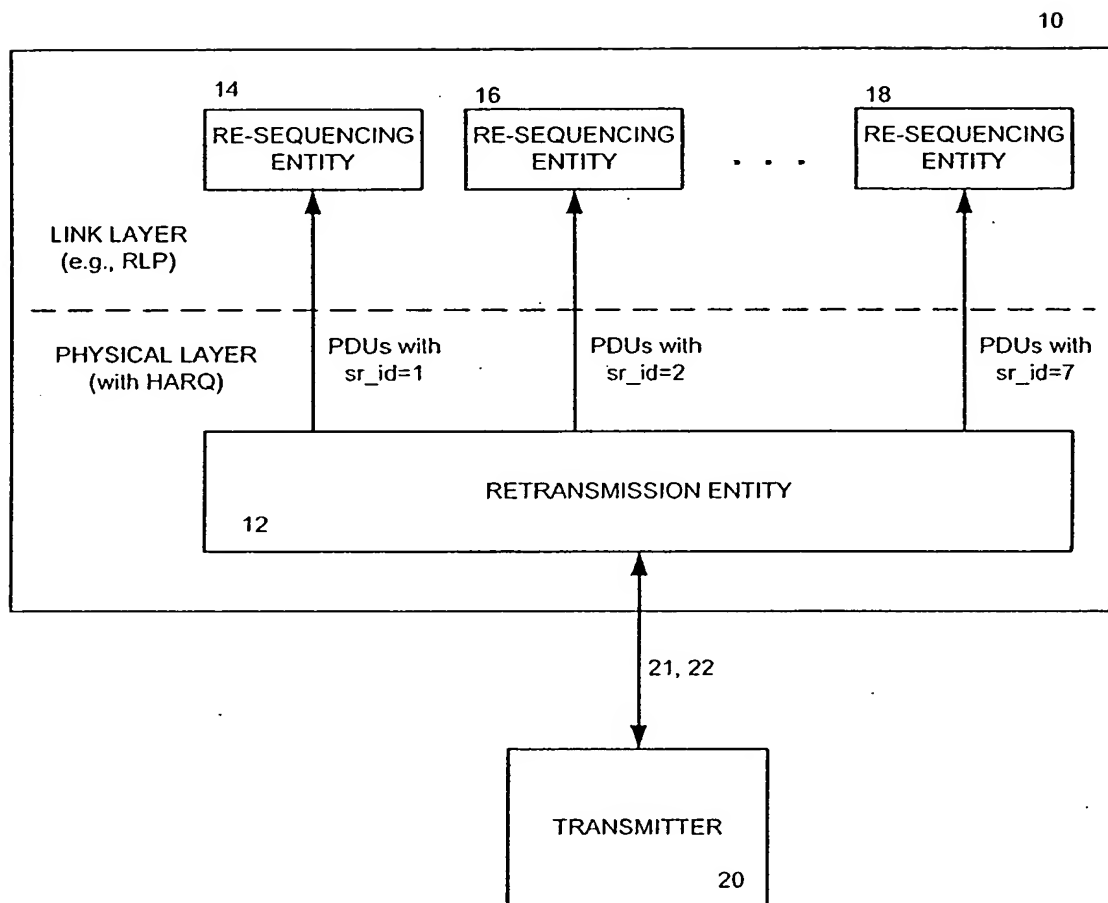 10
14
16
18
RE-SEQUENCING
ENTITY
RE-SEQUENCING
ENTITY
. . .
RE-SEQUENCING
ENTITY
LINK LAYER
(e.g., RLP)
PHYSICAL LAYER
(with HARQ)
PDUs with
sr_id=1
PDUs with
sr_id=2
PDUs with
sr_id=7
RETRANSMISSION ENTITY
12
21, 22
TRANSMITTER
20